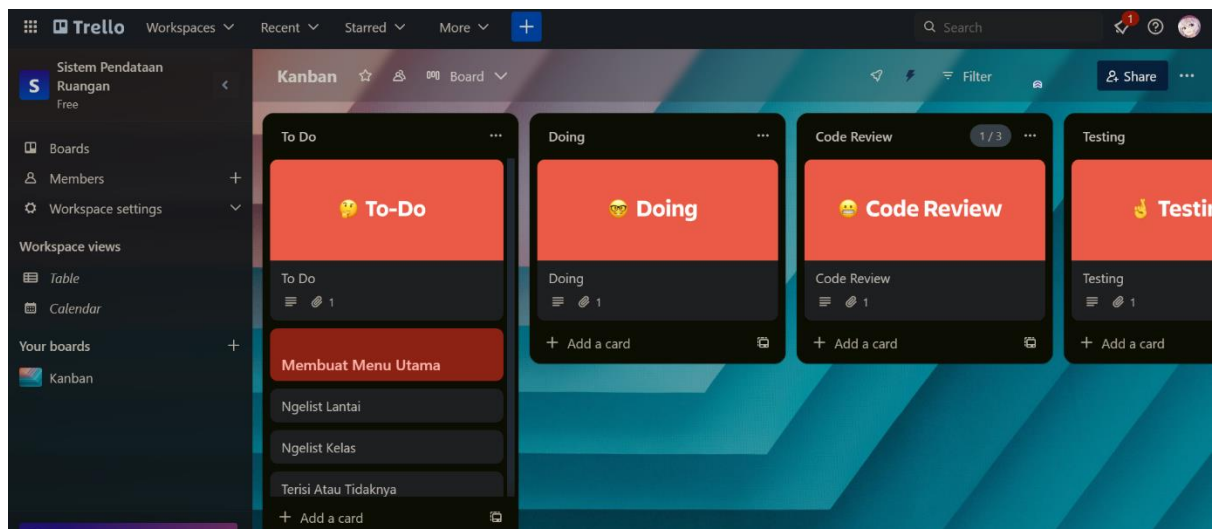 Trello Workspaces Recent Starred More + Search 1
S Sistem Pendataan
Ruangan
Free
Boards
Members
Workspace settings
Workspace views
Table
Calendar
Your boards
Kanban
Kanban Board Filter Share
To Do
🤔 To-Do
To Do
1
Membuat Menu Utama
Ngelist Lantai
Ngelist Kelas
Terisi Atau Tidaknya
+ Add a card
Doing
🤓 Doing
Doing
1
+ Add a card
Code Review 1/3
😬 Code Review
Code Review
1
+ Add a card
Testing
🤞 Testin
Testing
1
+ Add a card